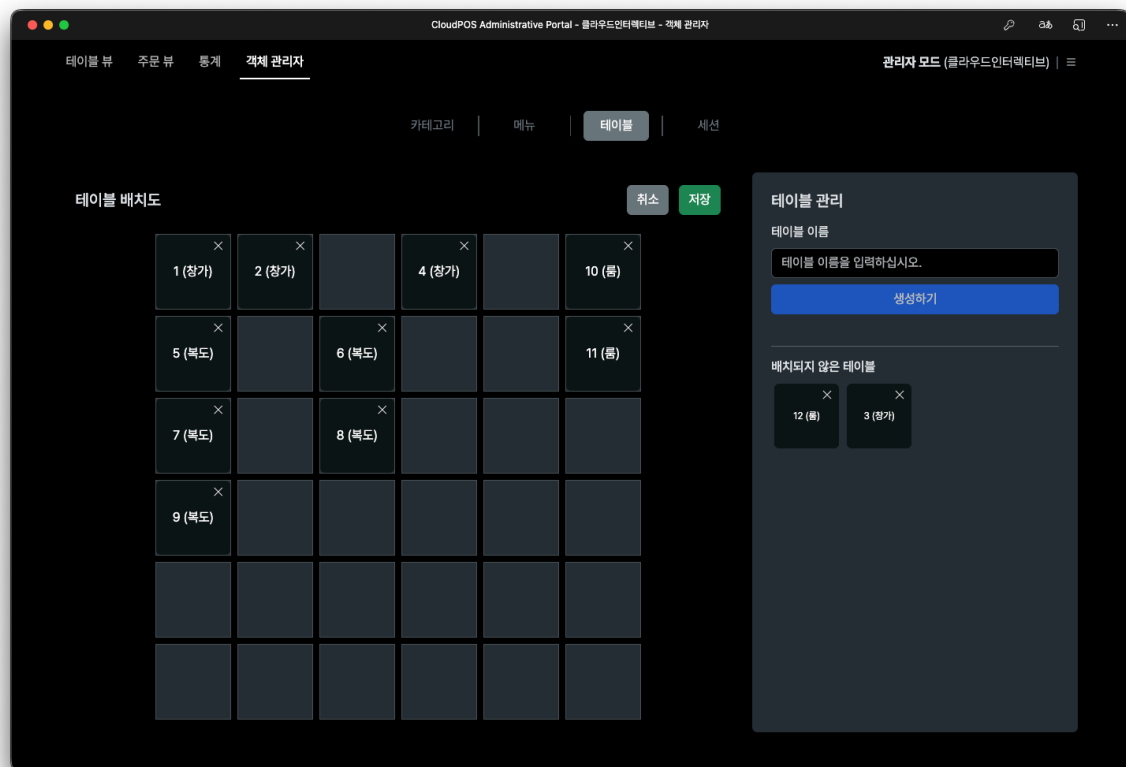 CloudPOS Administrative Portal - 클라우드인터렉티브 - 객체 관리자
테이블 뷰 주문 뷰 통계 객체 관리자
관리자 모드 (클라우드인터렉티브) | ☰
카테고리 | 메뉴 | 테이블 | 세션
테이블 배치도
취소 저장
1 (창가) 2 (창가) 4 (창가) 10 (룸)
5 (복도) 6 (복도) 11 (룸)
7 (복도) 8 (복도)
9 (복도)
테이블 관리
테이블 이름
테이블 이름을 입력하십시오.
생성하기
배치되지 않은 테이블
12 (룸) 3 (창가)